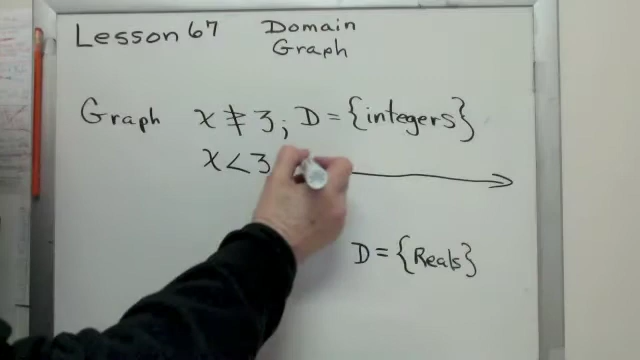 Lesson 67
Domain
Graph
Graph x ≱ 3; D = {integers}
x < 3
D = {Reals}